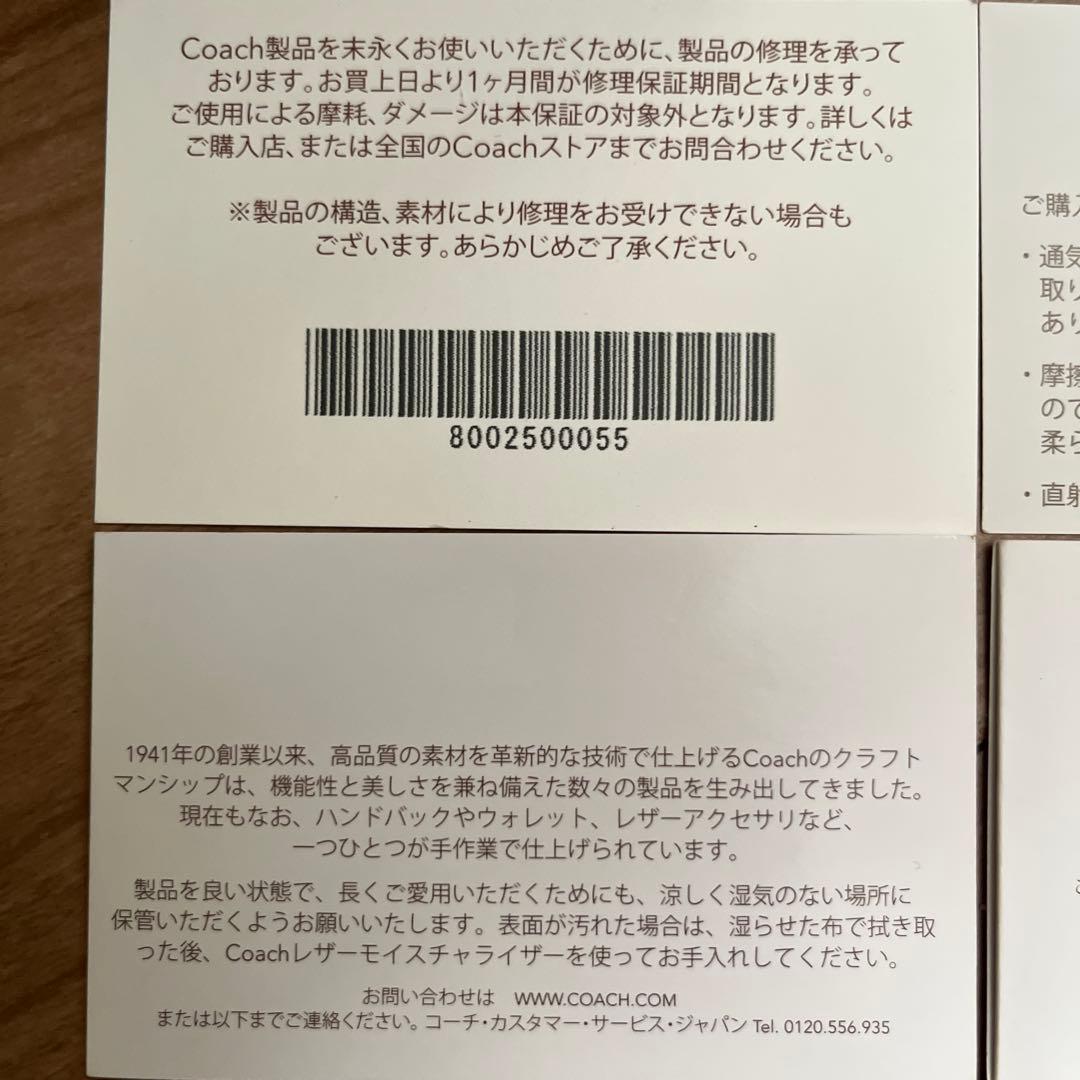 Coach製品を末永くお使いいただくために、製品の修理を承って
おります。お買上日より1ヶ月間が修理保証期間となります。
ご使用による摩耗、ダメージは本保証の対象外となります。詳しくは
ご購入店、または全国のCoachストアまでお問合わせください。
※製品の構造、素材により修理をお受けできない場合も
ございます。あらかじめご了承ください。
8002500055
ご購入
・通気
取り
あり
・摩擦
ので
柔ら
・直射
1941年の創業以来、高品質の素材を革新的な技術で仕上げるCoachのクラフト
マンシップは、機能性と美しさを兼ね備えた数々の製品を生み出してきました。
現在もなお、ハンドバックやウォレット、レザーアクセサリなど、
一つひとつが手作業で仕上げられています。
製品を良い状態で、長くご愛用いただくためにも、涼しく湿気のない場所に
保管いただくようお願いいたします。表面が汚れた場合は、湿らせた布で拭き取
った後、Coachレザーモイスチャライザーを使ってお手入れしてください。
お問い合わせは WWW.COACH.COM
または以下までご連絡ください。コーチ・カスタマー・サービス・ジャパン Tel. 0120.556.935